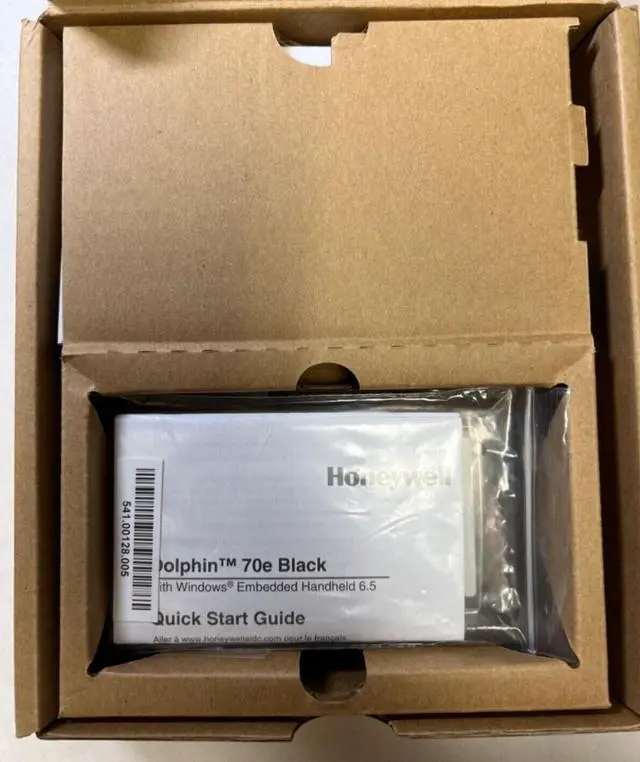 Honeywell
541.00128.005
Dolphin™ 70e Black
with Windows® Embedded Handheld 6.5
Quick Start Guide
Aller à www.honeywellaidc.com pour le français